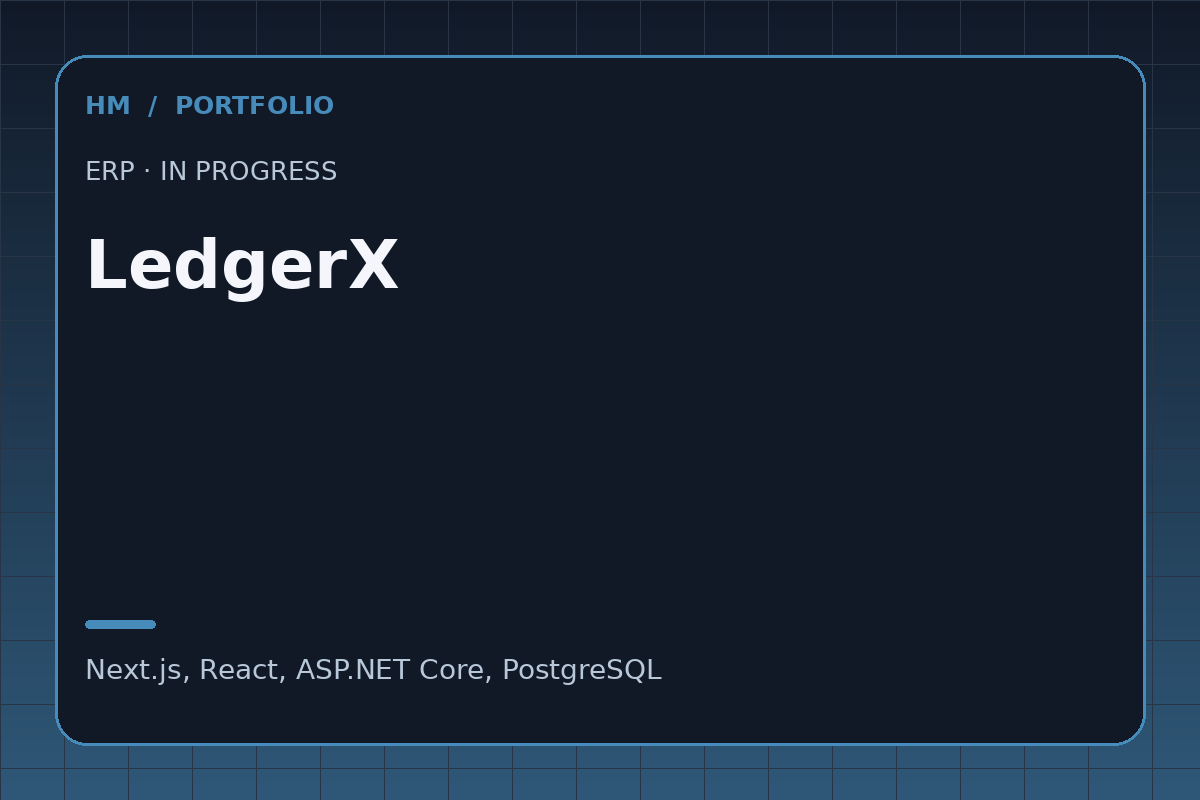 HM / PORTFOLIO
ERP · IN PROGRESS
LedgerX
Next.js, React, ASP.NET Core, PostgreSQL